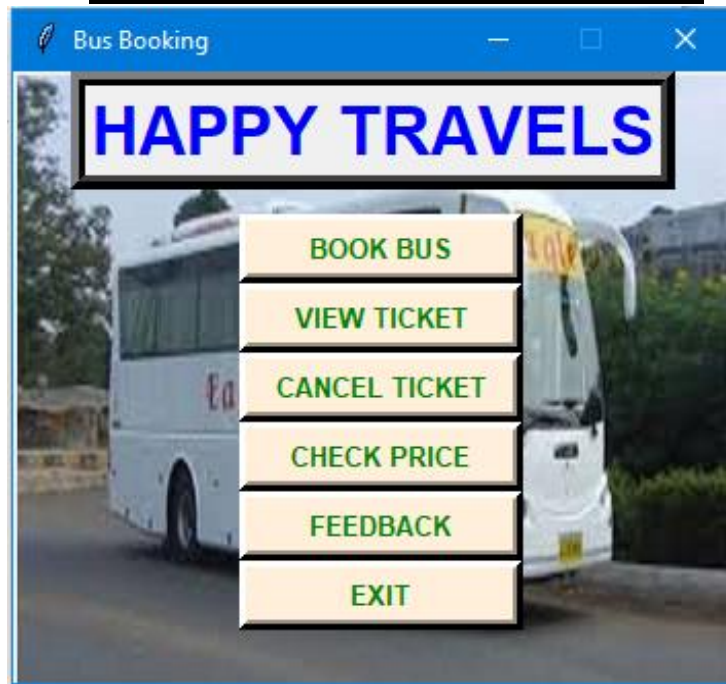 Bus Booking
HAPPY TRAVELS
BOOK BUS
VIEW TICKET
CANCEL TICKET
CHECK PRICE
FEEDBACK
EXIT